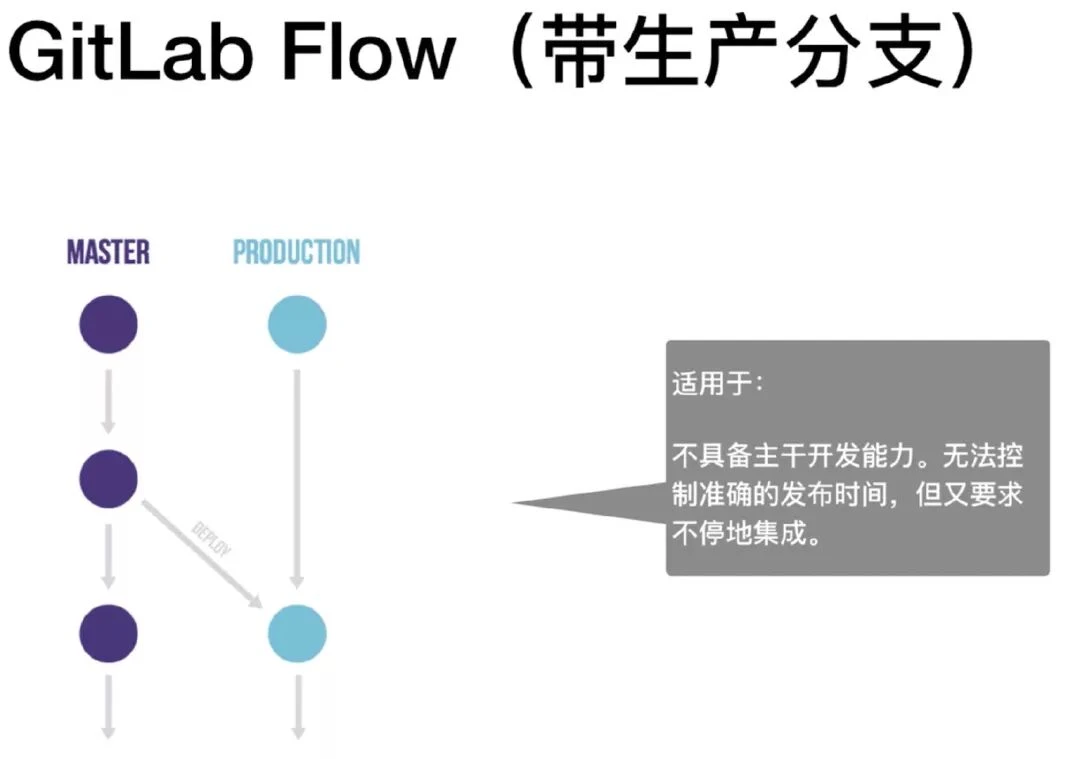 GitLab Flow（带生产分支）
MASTER
PRODUCTION
DEPLOY
适用于：
不具备主干开发能力。无法控
制准确的发布时间，但又要求
不停地集成。